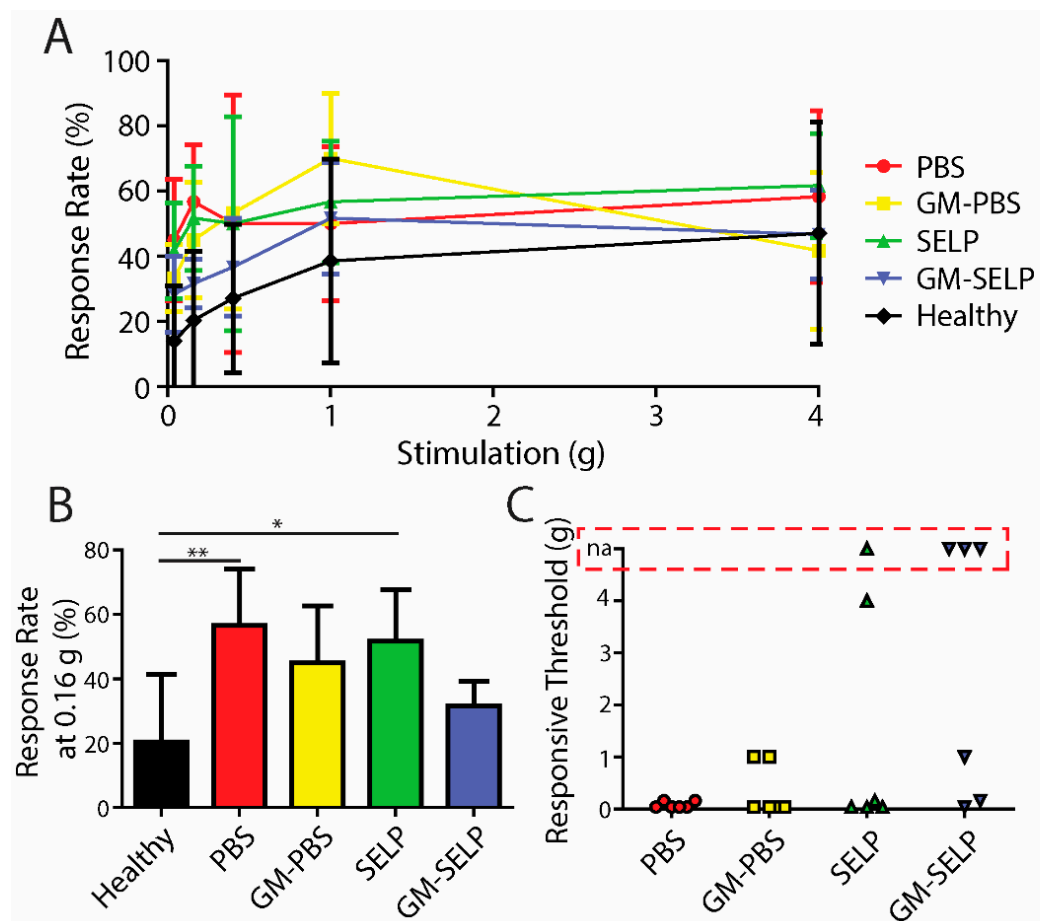 A
100
80
60
40
20
0
Response Rate (%)
0 1 2 3 4
Stimulation (g)
PBS
GM-PBS
SELP
GM-SELP
Healthy
B
*
**
80
60
40
20
0
Response Rate
at 0.16 g (%)
Healthy PBS GM-PBS SELP GM-SELP
C
na
4
3
2
1
0
Responsive Threshold (g)
PBS GM-PBS SELP GM-SELP